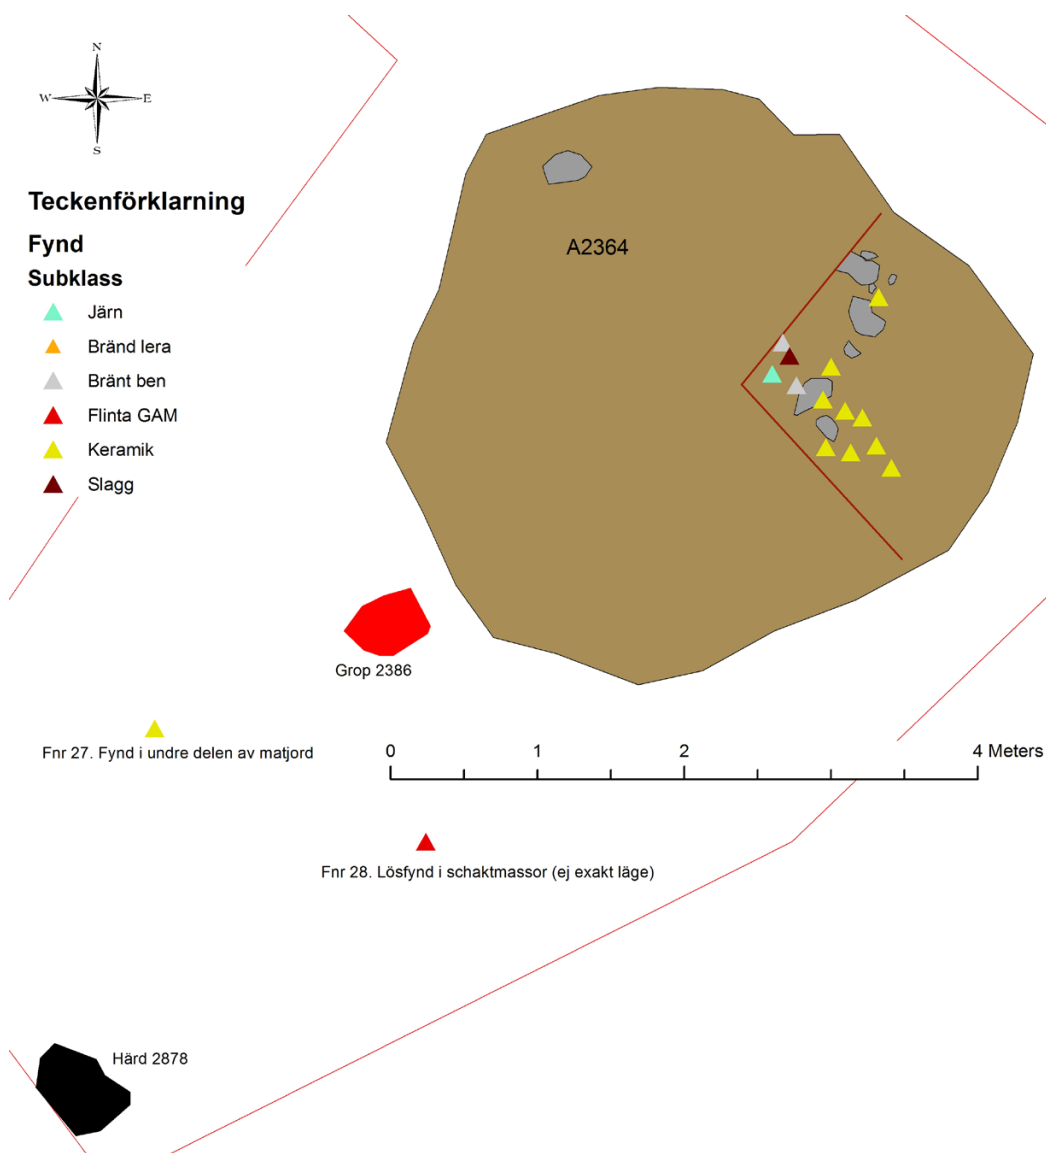 N
W E
S
Teckenförklarning
Fynd
Subklass
Järn
Bränd lera
Bränt ben
Flinta GAM
Keramik
Slagg
A2364
Grop 2386
Fnr 27. Fynd i undre delen av matjord
0 1 2 4 Meters
Fnr 28. Lösfynd i schaktmassor (ej exakt läge)
Härd 2878